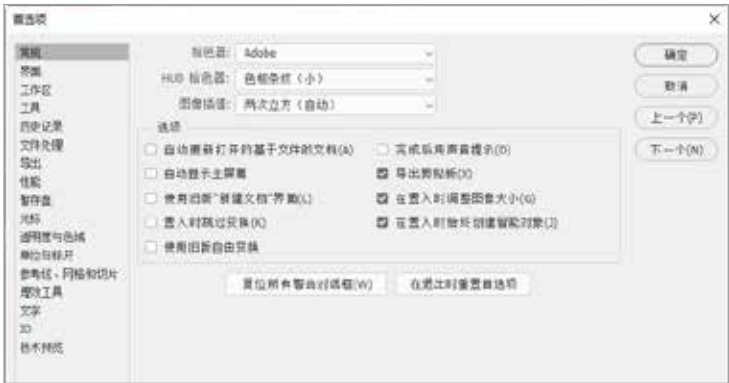 首选项
常规
界面
工作区
工具
历史记录
文件处理
导出
性能
暂存盘
光标
透明度与色域
单位与标尺
参考线、网格和切片
增效工具
文字
3D
技术预览
拾色器: Adobe
HUD 拾色器: 色相条纹（小）
图像插值: 两次立方（自动）
选项
自动更新打开的基于文件的文档(A)
完成后用声音提示(D)
自动显示主屏幕
导出剪贴板(X)
使用旧版“新建文档”界面(L)
在置入时调整图像大小(G)
置入时跳过变换(K)
在置入时始终创建智能对象(J)
使用旧版自由变换
复位所有警告对话框(W)
在退出时重置首选项
确定
取消
上一个(P)
下一个(N)